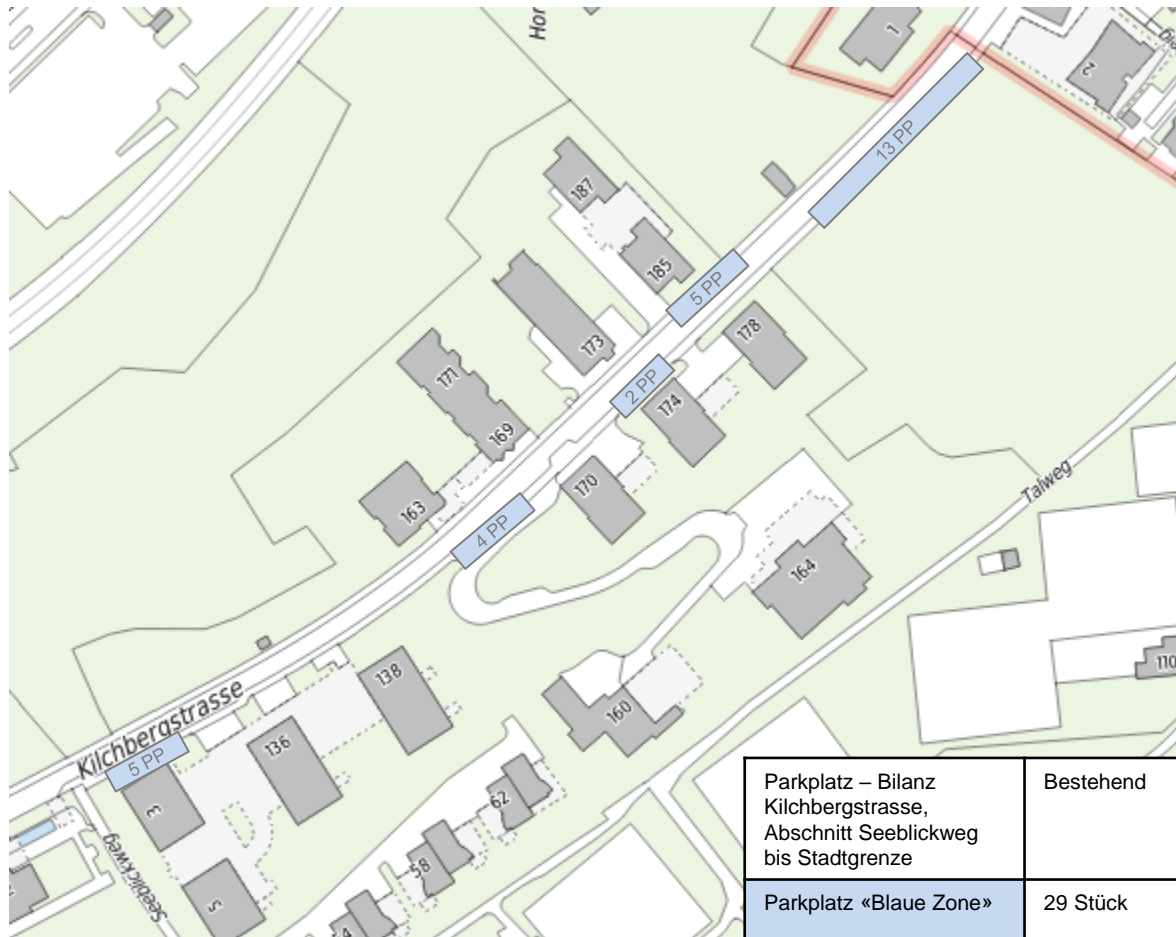 Hor
1
2
13 PP
187
185
5 PP
178
173
2 PP
171
174
169
170
163
4 PP
Talweg
164
110
138
Kilchbergstrasse
160
136
5 PP
3
62
58
5
Seeblickweg
Parkplatz – Bilanz
Kilchbergstrasse,
Abschnitt Seeblickweg
bis Stadtgrenze
Bestehend
Parkplatz «Blaue Zone»
29 Stück